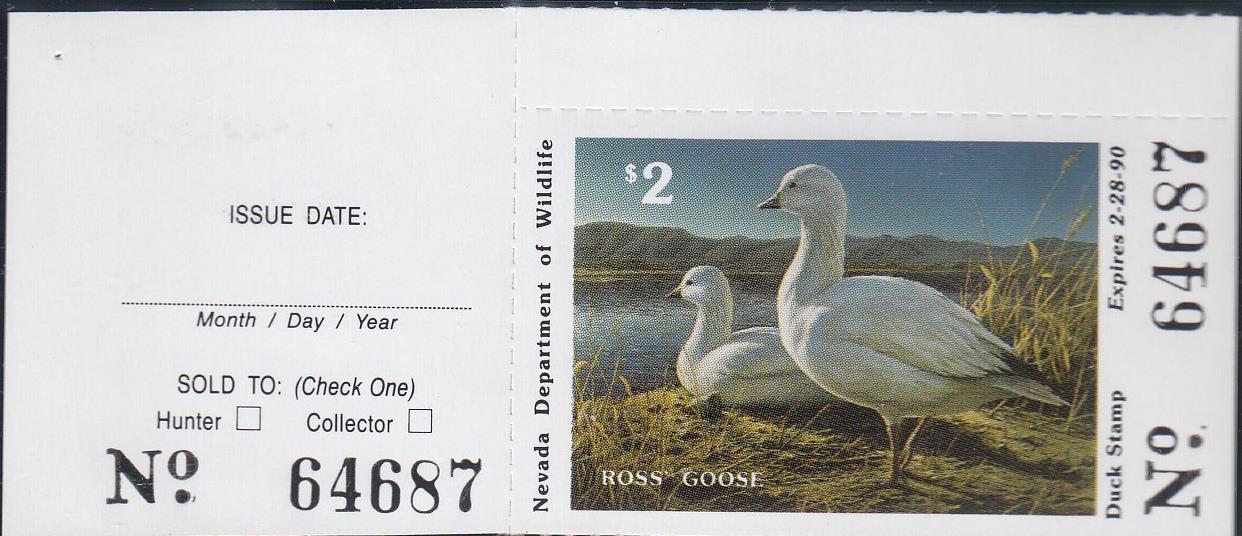 ISSUE DATE:
Month / Day / Year
SOLD TO: (Check One)
Hunter Collector
Nº 64687
Nevada Department of Wildlife
$2
ROSS' GOOSE
Duck Stamp Expires 2-28-90
Nº 64687